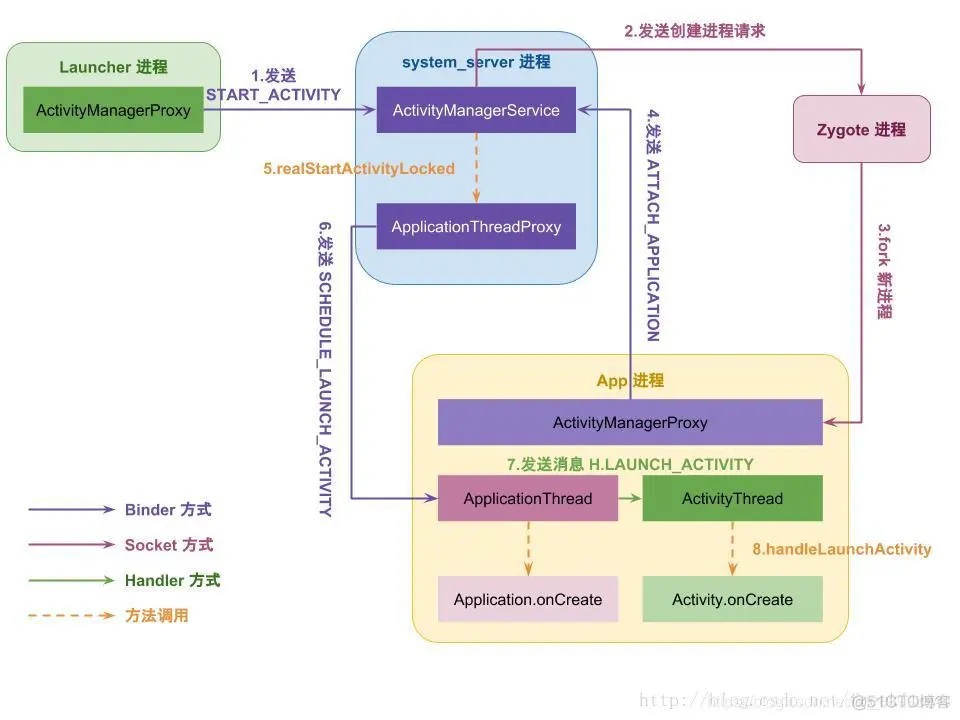 2.发送创建进程请求
Launcher 进程
system_server 进程
1.发送
START_ACTIVITY
ActivityManagerProxy
ActivityManagerService
Zygote 进程
4.发送 ATTACH_APPLICATION
5.realStartActivityLocked
ApplicationThreadProxy
6.发送 SCHEDULE_LAUNCH_ACTIVITY
3.fork 新进程
App 进程
ActivityManagerProxy
7.发送消息 H.LAUNCH_ACTIVITY
ApplicationThread
ActivityThread
8.handleLaunchActivity
Application.onCreate
Activity.onCreate
Binder 方式
Socket 方式
Handler 方式
方法调用
@51CTO博客